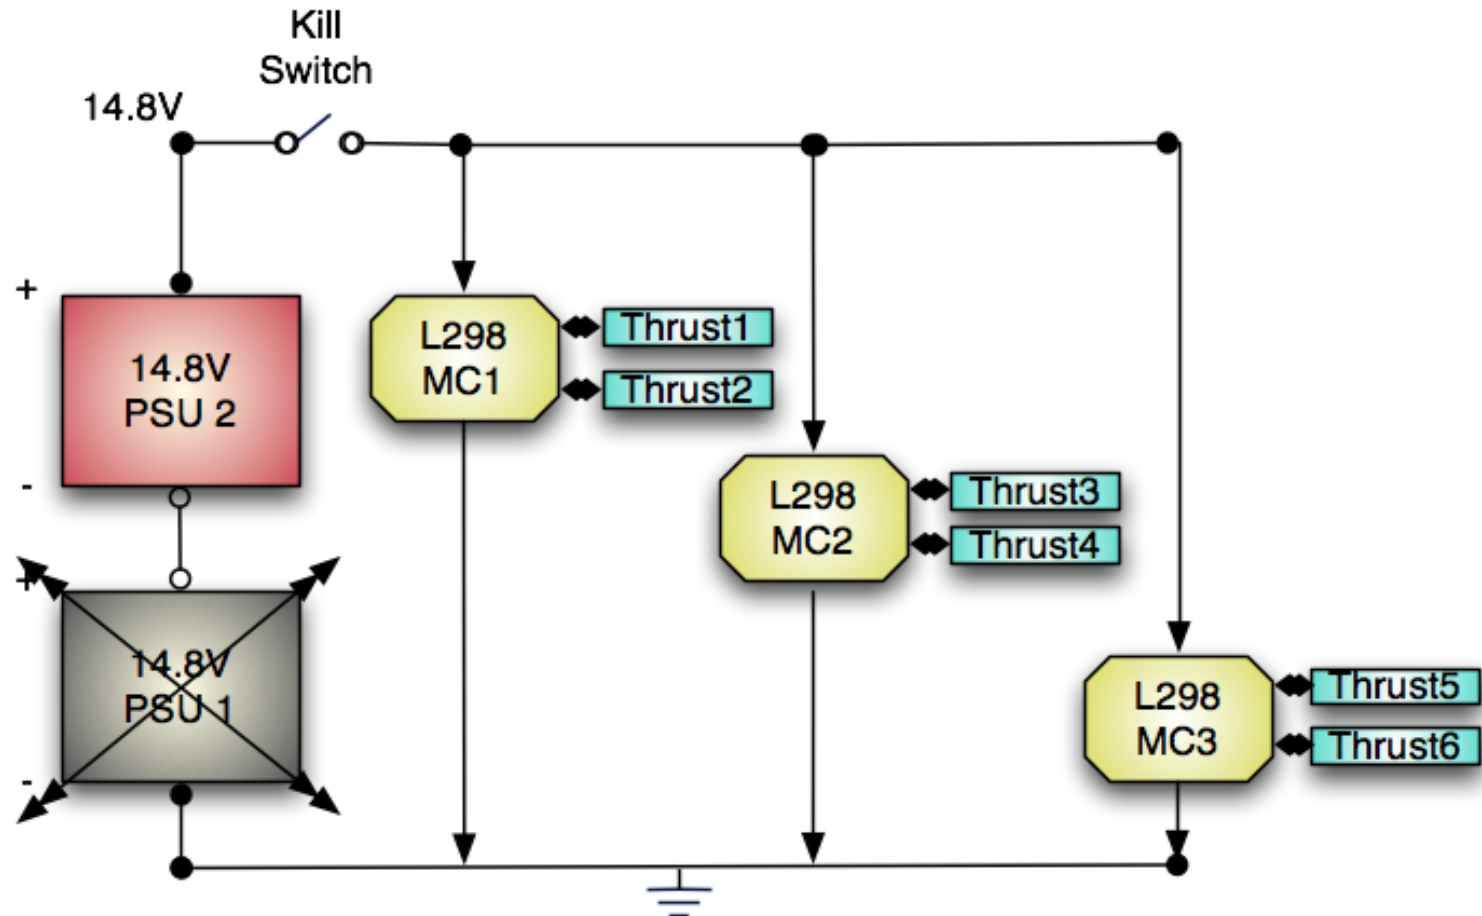 Kill
Switch
14.8V
+
14.8V
PSU 2
-
+
14.8V
PSU 1
-
L298
MC1
Thrust1
Thrust2
L298
MC2
Thrust3
Thrust4
L298
MC3
Thrust5
Thrust6